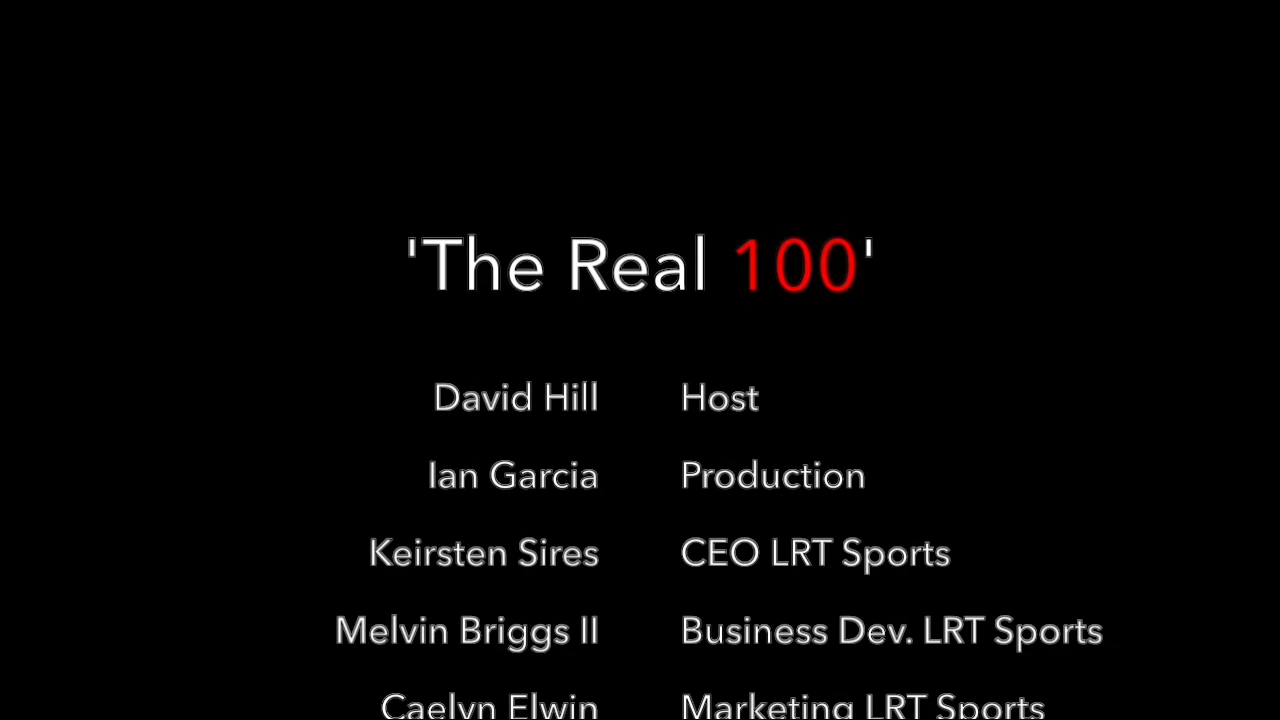 'The Real 100'
David Hill Host
Ian Garcia Production
Keirsten Sires CEO LRT Sports
Melvin Briggs II Business Dev. LRT Sports
Caelyn Elwin Marketing LRT Sports